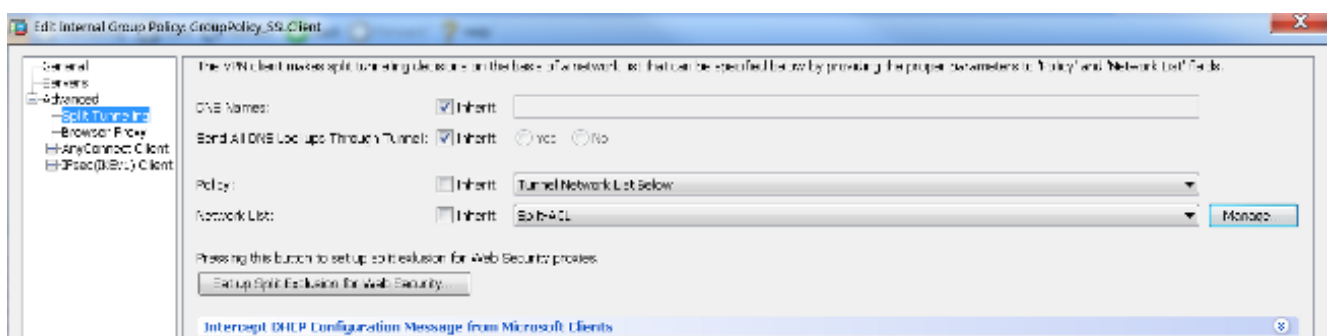 Edit Internal Group Policy: GroupPolicy_SSLClient
General
Servers
Advanced
Split Tunneling
Browser Proxy
AnyConnect Client
IPsec(IKEv1) Client
The VPN client makes split tunneling decisions on the basis of a network list that can be specified below by providing the proper parameters to 'Policy' and 'Network List' fields.
DNS Names: Inherit
Send All DNS Lookups Through Tunnel: Inherit Yes No
Policy: Inherit Tunnel Network List Below
Network List: Inherit Split-ACL Manage...
Pressing this button to set up split exlusion for Web Security proxies.
Set up Split Exclusion for Web Security...
Intercept DHCP Configuration Message from Microsoft Clients